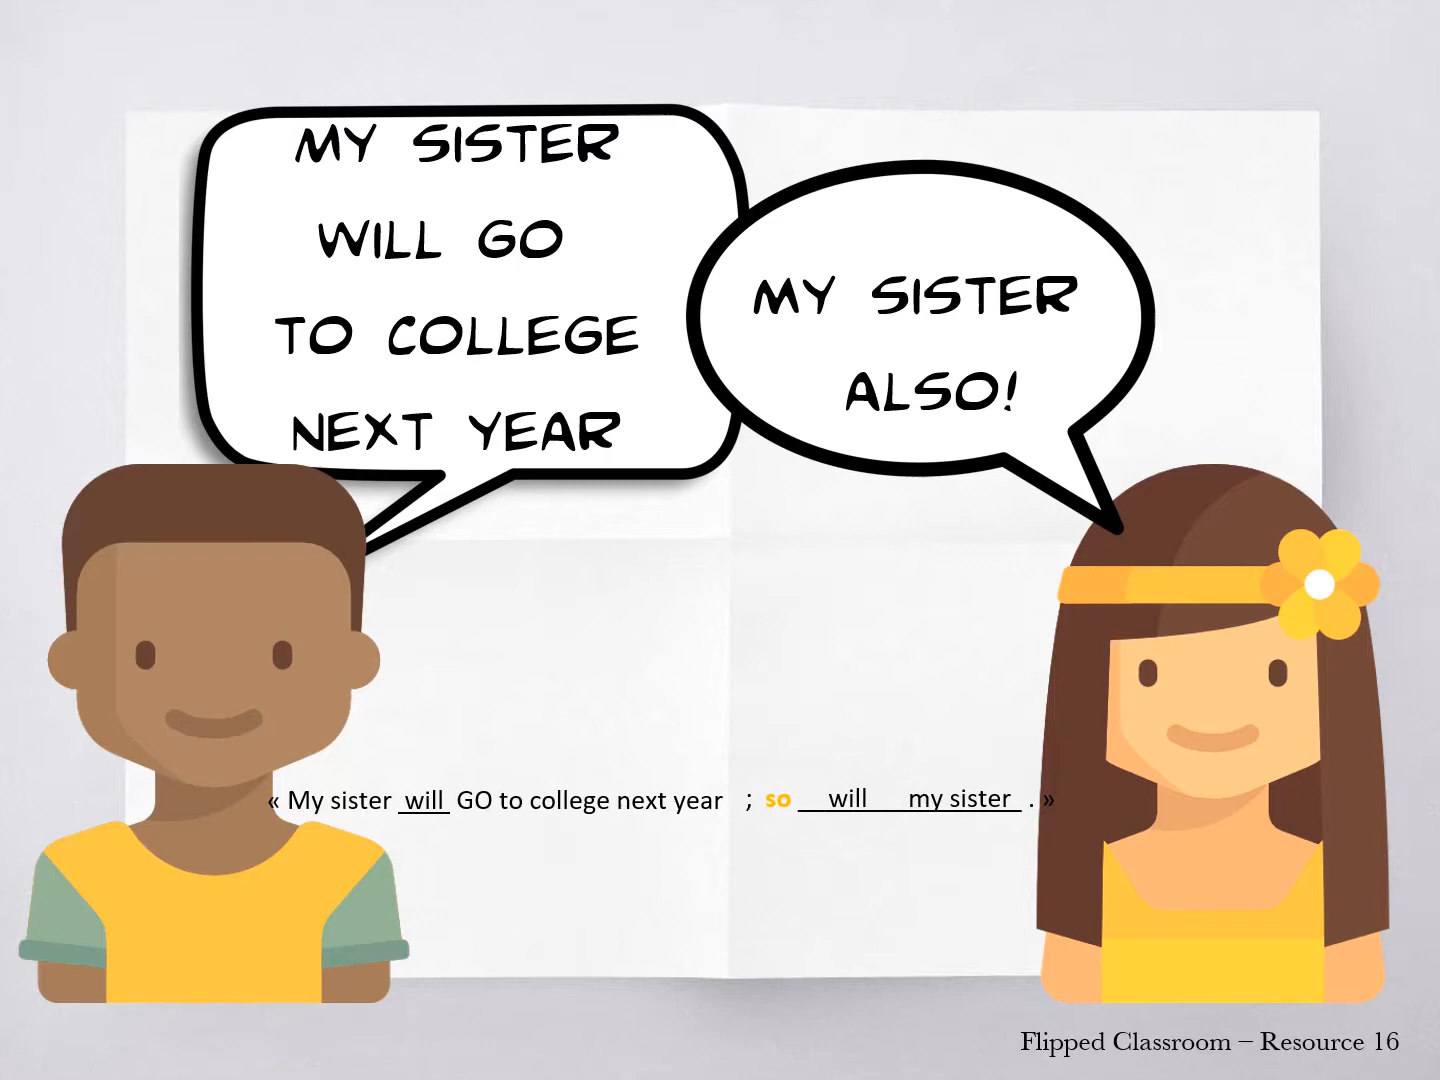 MY SISTER
WILL GO
TO COLLEGE
NEXT YEAR
MY SISTER
ALSO!
« My sister will GO to college next year ; so will my sister . »
Flipped Classroom – Resource 16